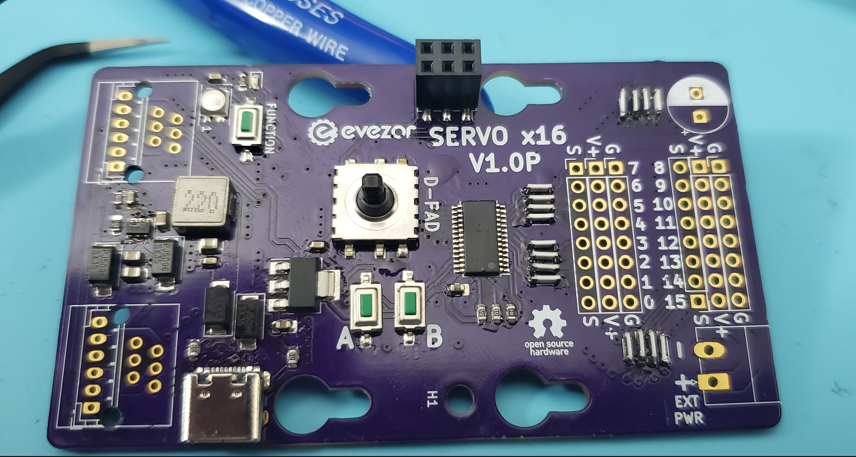 OSES
COPPER WIRE
FUNCTION
evezor
SERVO x16
V1.0P
D-PAD
220
A
B
H1
open source
hardware
S
V+
G
7
6
5
4
3
2
1
0
S
V+
G
S
V+
G
8
9
10
11
12
13
14
15
S
V+
G
+
-
+
EXT
PWR